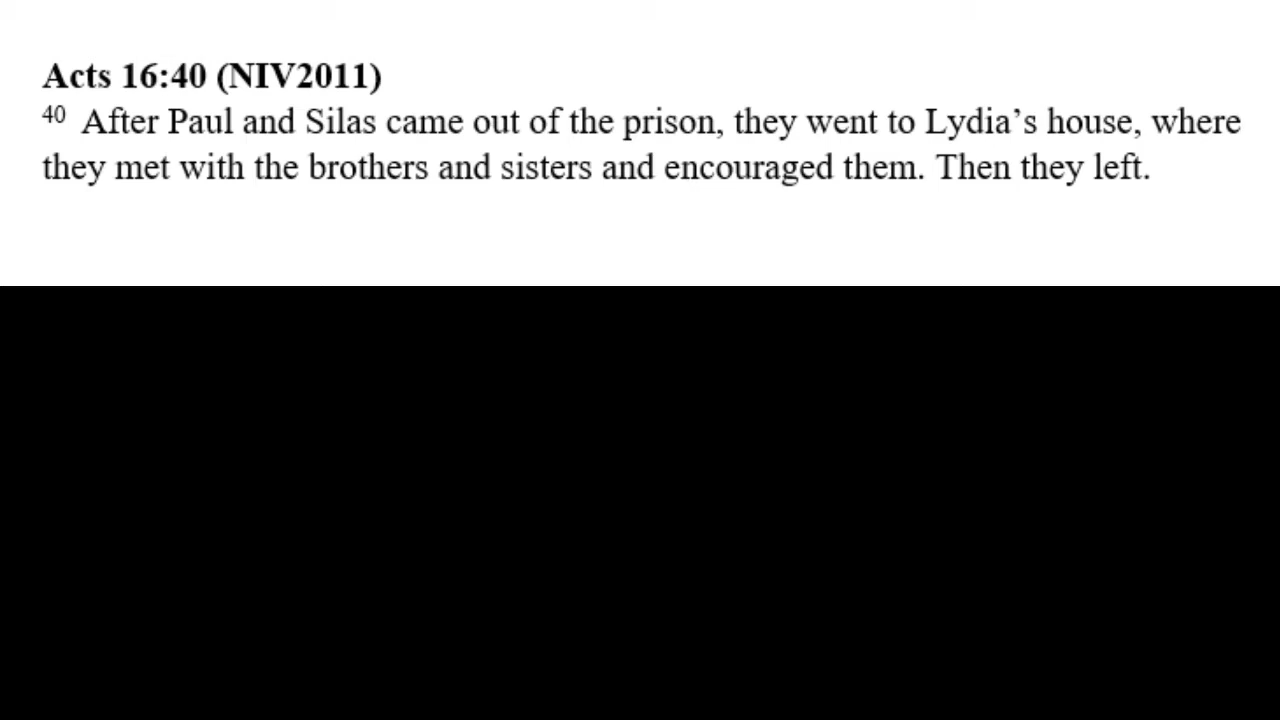 Acts 16:40 (NIV2011)
40 After Paul and Silas came out of the prison, they went to Lydia’s house, where
they met with the brothers and sisters and encouraged them. Then they left.